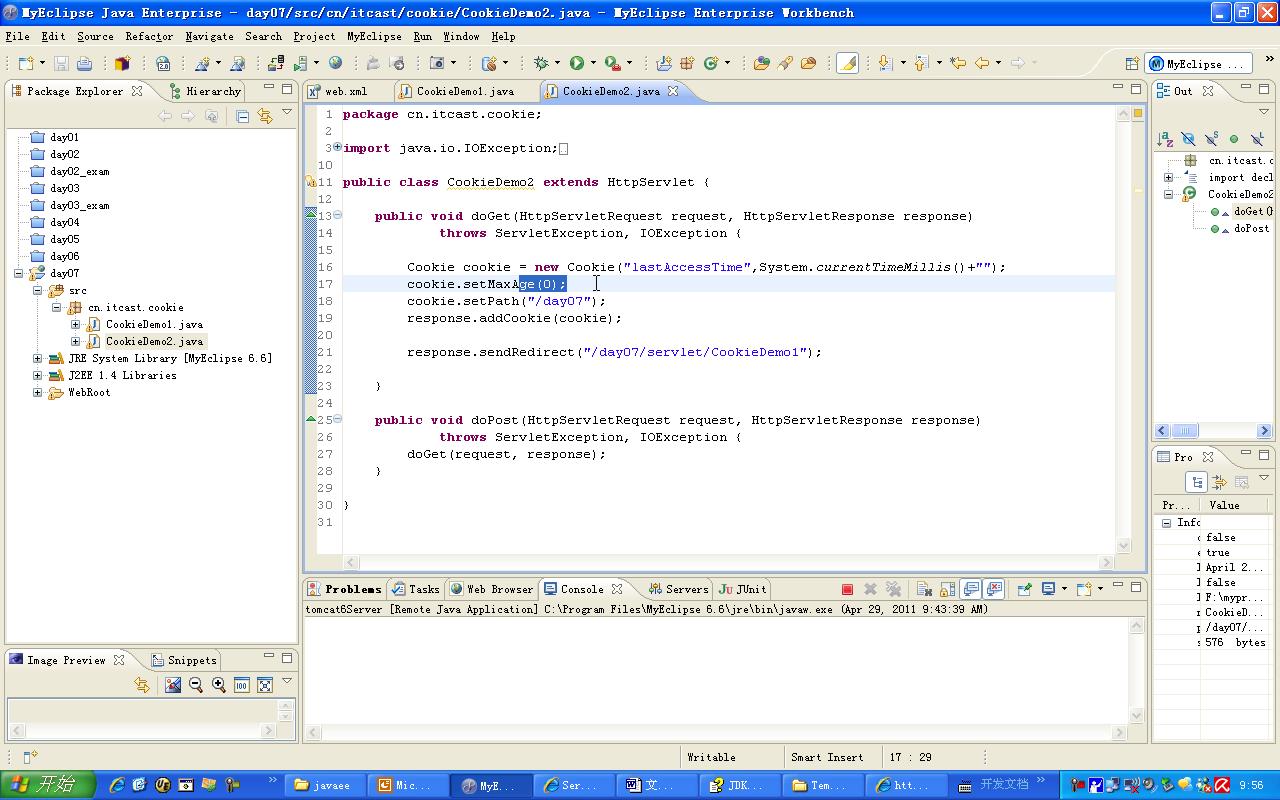 MyEclipse Java Enterprise - day07/src/cn/itcast/cookie/CookieDemo2.java - MyEclipse Enterprise Workbench
File Edit Source Refactor Navigate Search Project MyEclipse Run Window Help
MyEclipse ...
Package Explorer Hierarchy
web.xml CookieDemo1.java CookieDemo2.java
Out
day01
day02
day02_exam
day03
day03_exam
day04
day05
day06
day07
src
cn.itcast.cookie
CookieDemo1.java
CookieDemo2.java
JRE System Library [MyEclipse 6.6]
J2EE 1.4 Libraries
WebRoot
1 package cn.itcast.cookie;
2
3 import java.io.IOException;
10
11 public class CookieDemo2 extends HttpServlet {
12
13 public void doGet(HttpServletRequest request, HttpServletResponse response)
14 throws ServletException, IOException {
15
16 Cookie cookie = new Cookie("lastAccessTime",System.currentTimeMillis()+"");
17 cookie.setMaxAge(0);
18 cookie.setPath("/day07");
19 response.addCookie(cookie);
20
21 response.sendRedirect("/day07/servlet/CookieDemo1");
22
23 }
24
25 public void doPost(HttpServletRequest request, HttpServletResponse response)
26 throws ServletException, IOException {
27 doGet(request, response);
28 }
29
30 }
31
cn.itcast.
import decl
CookieDemo2
doGet(H
doPost
Pro
Pr... Value
Info
false
true
April 2...
false
F:\mypr...
CookieD...
/day07/...
576 bytes
Problems Tasks Web Browser Console Servers JUnit
tomcat6Server [Remote Java Application] C:\Program Files\MyEclipse 6.6\jre\bin\javaw.exe (Apr 29, 2011 9:43:39 AM)
Image Preview Snippets
Writable Smart Insert 17 : 29
开始 javaee Mic... MyE... Ser... 文... JDK... Tem... htt... 开发文档 9:56